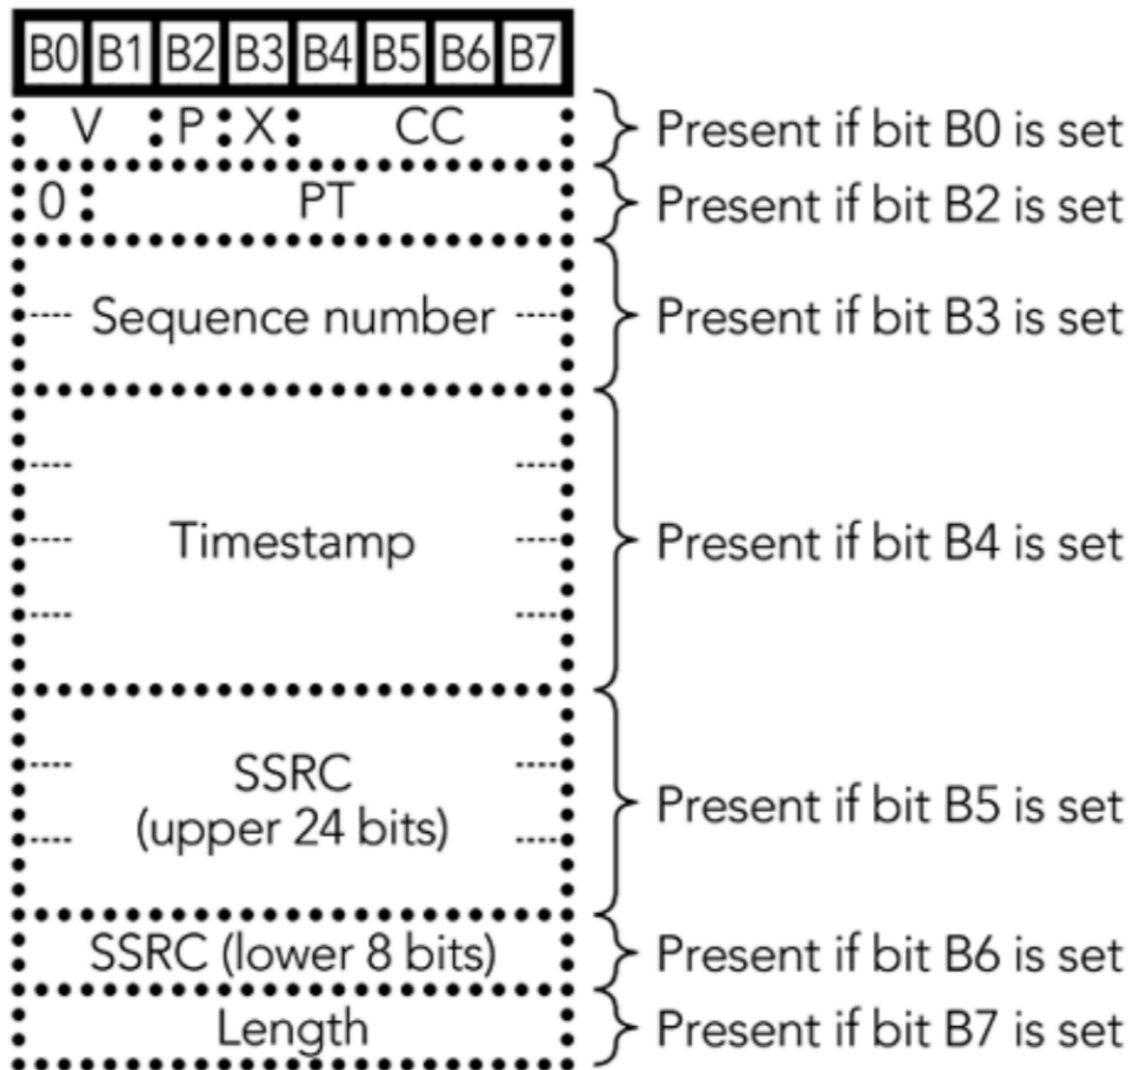 B0 B1 B2 B3 B4 B5 B6 B7
V P X CC Present if bit B0 is set
0 PT Present if bit B2 is set
Sequence number Present if bit B3 is set
Timestamp Present if bit B4 is set
SSRC
(upper 24 bits) Present if bit B5 is set
SSRC (lower 8 bits) Present if bit B6 is set
Length Present if bit B7 is set